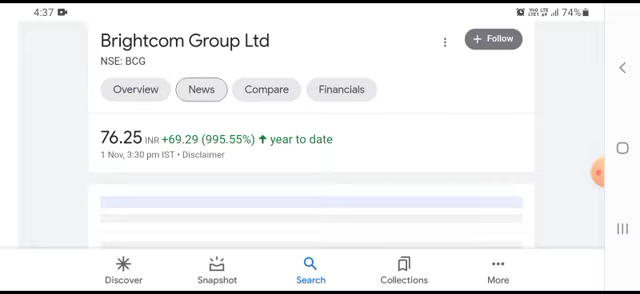 4:37 74%
Brightcom Group Ltd
+ Follow
NSE: BCG
Overview News Compare Financials
76.25 INR +69.29 (995.55%) ↑ year to date
1 Nov, 3:30 pm IST • Disclaimer
Discover Snapshot Search Collections More